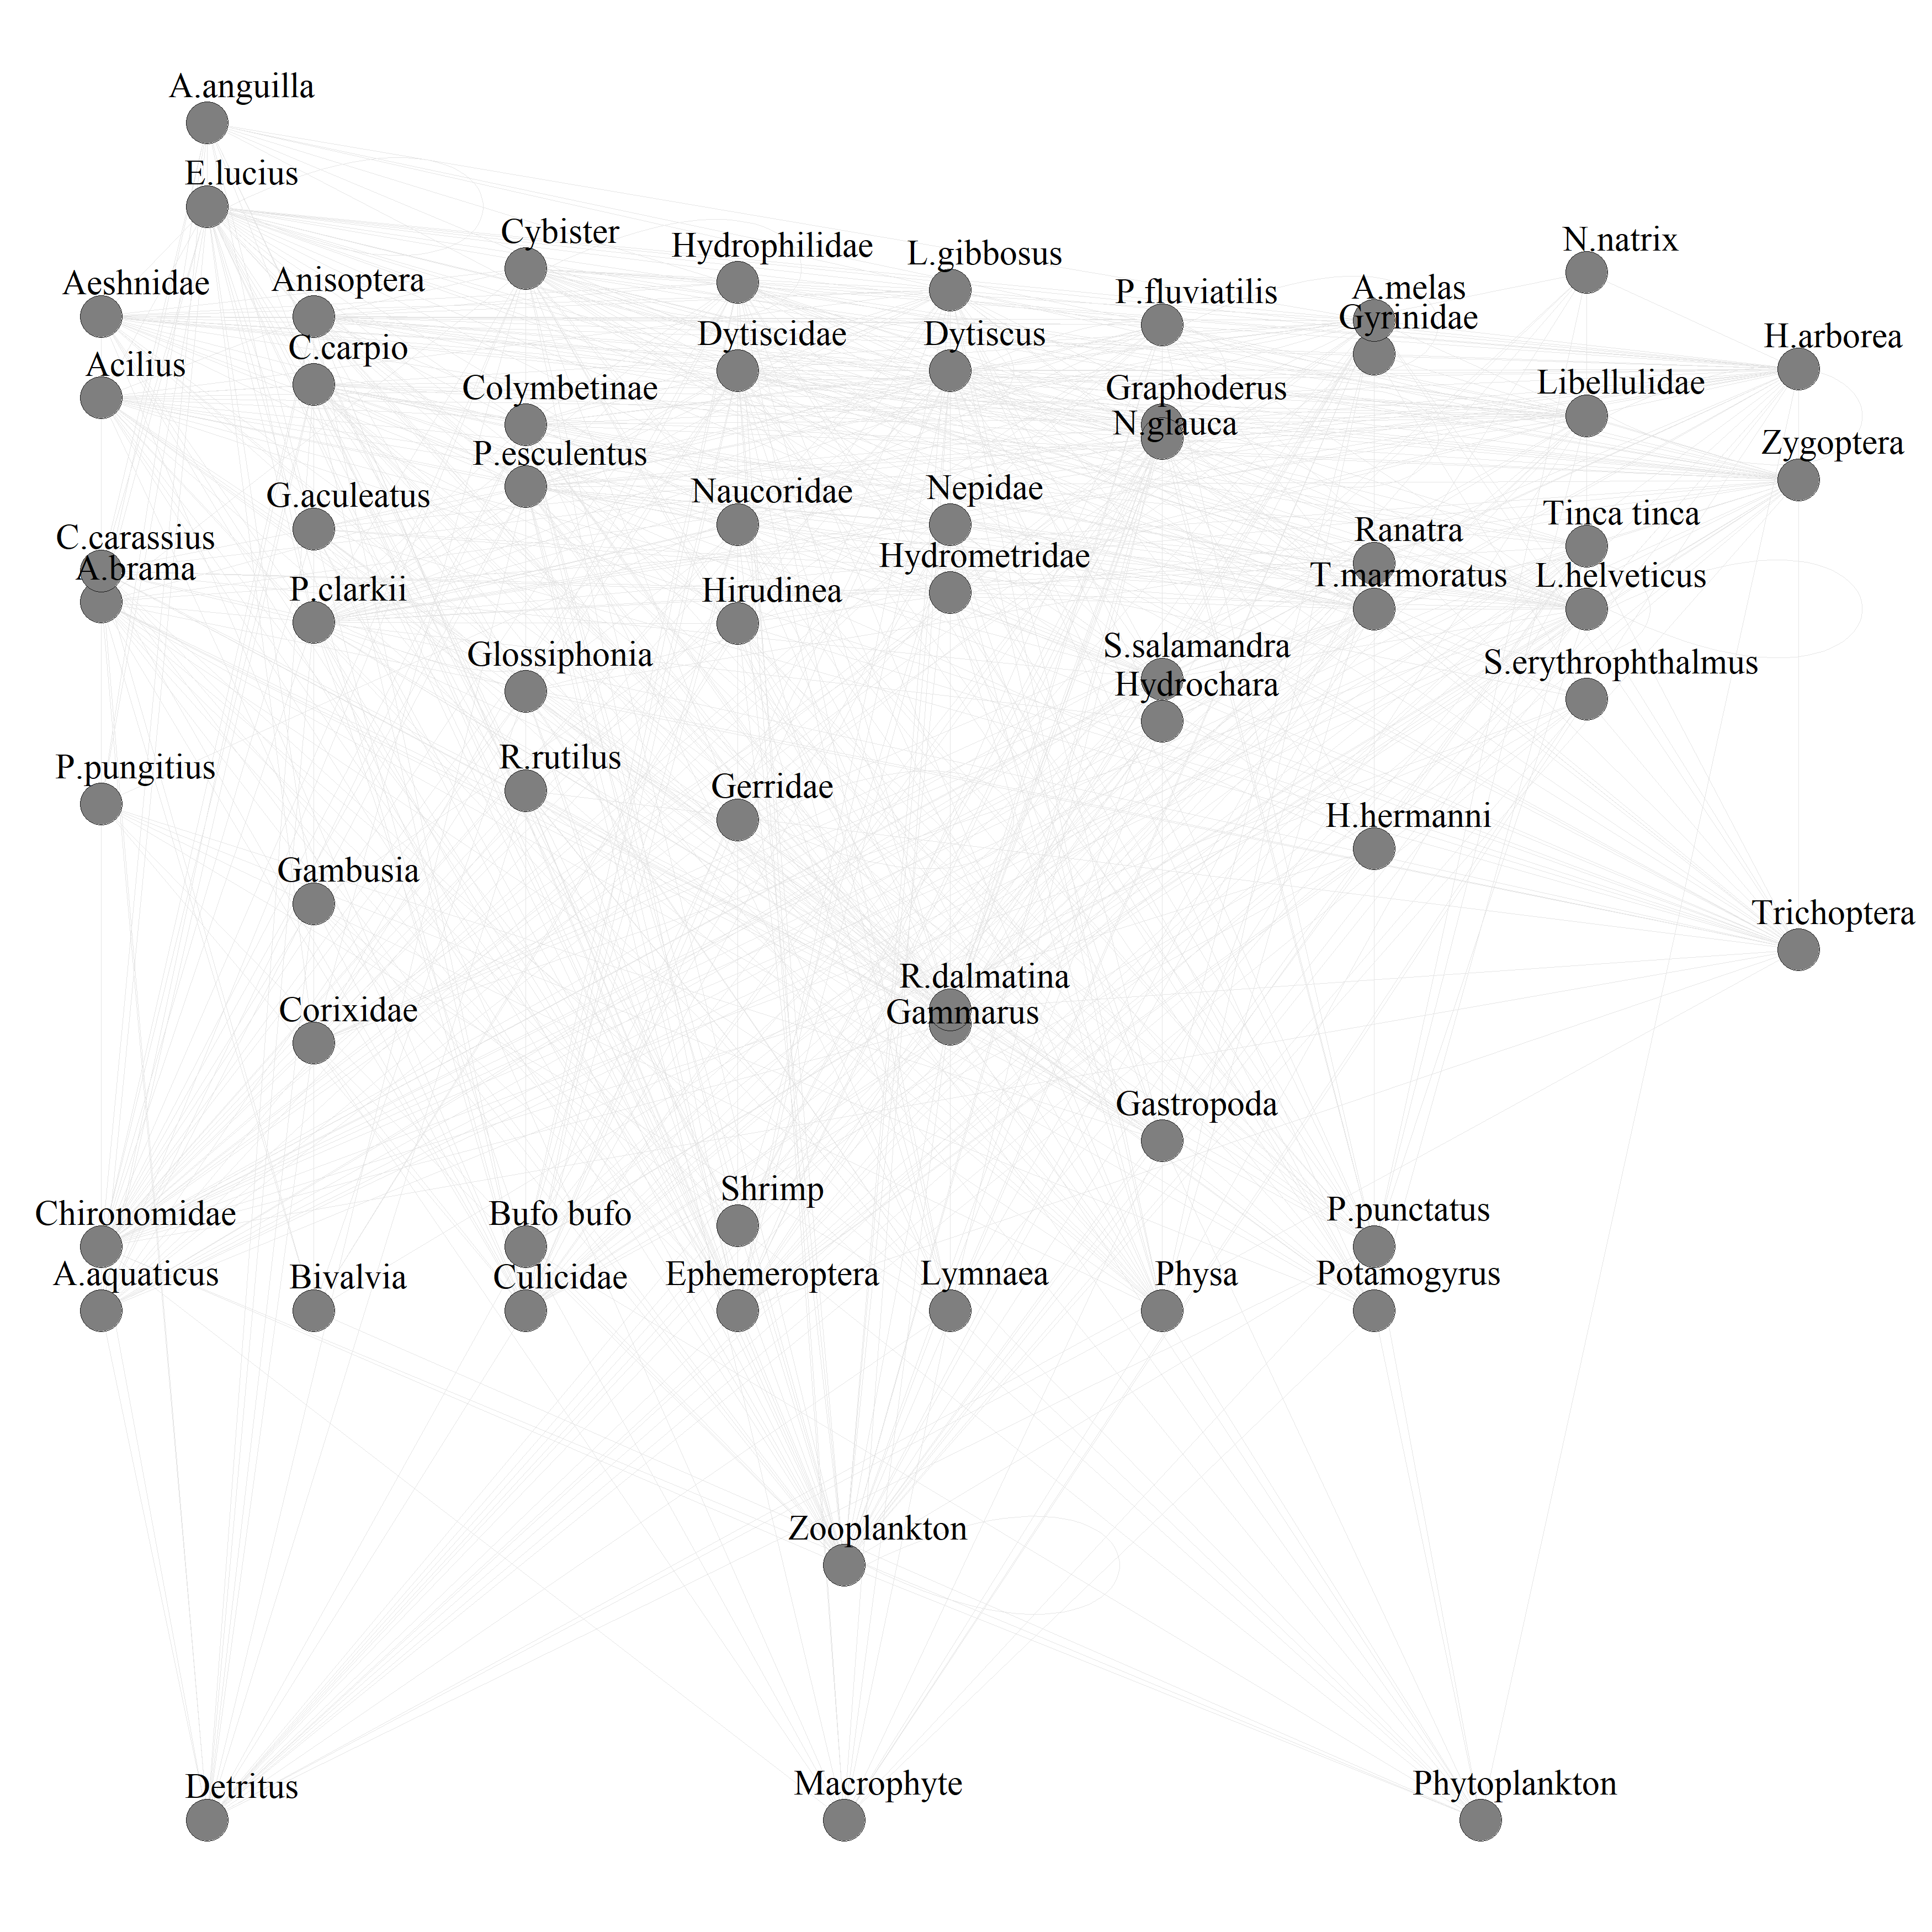 A.anguilla
E.lucius
Cybister
Hydrophilidae
L.gibbosus
N.natrix
Aeshnidae
Anisoptera
P.fluviatilis
A.melas
Gyrinidae
Dytiscidae
Dytiscus
H.arborea
C.carpio
Acilius
Colymbetinae
Graphoderus
Libellulidae
N.glauca
Zygoptera
P.esculentus
G.aculeatus
Naucoridae
Nepidae
Tinca tinca
Ranatra
C.carassius
A.brama
Hydrometridae
T.marmoratus
L.helveticus
P.clarkii
Hirudinea
Glossiphonia
S.salamandra
S.erythrophthalmus
Hydrochara
P.pungitius
R.rutilus
Gerridae
H.hermanni
Gambusia
Trichoptera
R.dalmatina
Corixidae
Gammarus
Gastropoda
Shrimp
Chironomidae
Bufo bufo
P.punctatus
A.aquaticus
Bivalvia
Culicidae
Ephemeroptera
Lymnaea
Physa
Potamogyrus
Zooplankton
Detritus
Macrophyte
Phytoplankton